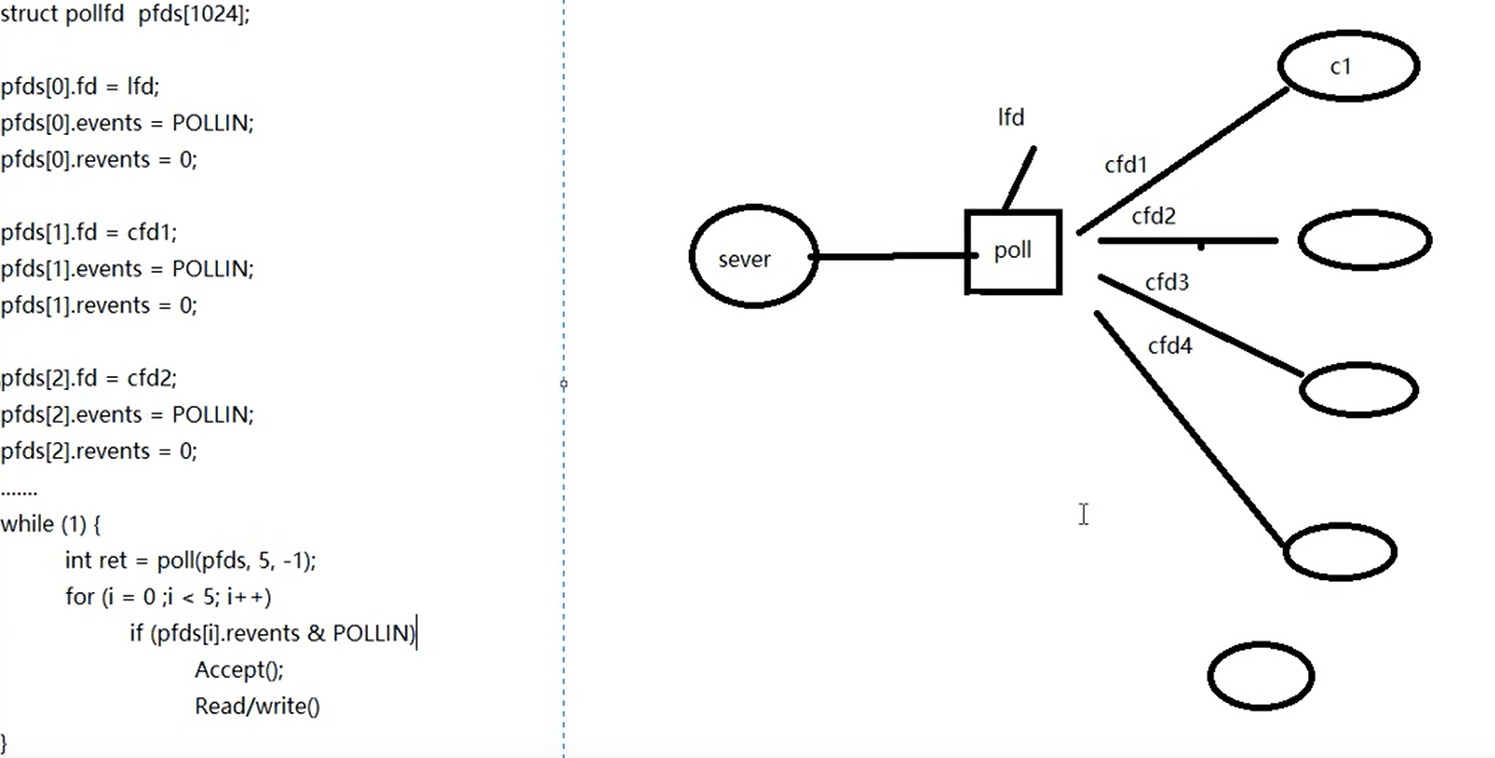 struct pollfd  pfds[1024];
pfds[0].fd = lfd;
pfds[0].events = POLLIN;
pfds[0].revents = 0;
pfds[1].fd = cfd1;
pfds[1].events = POLLIN;
pfds[1].revents = 0;
pfds[2].fd = cfd2;
pfds[2].events = POLLIN;
pfds[2].revents = 0;
.......
while (1) {
int ret = poll(pfds, 5, -1);
for (i = 0 ;i < 5; i++)
if (pfds[i].revents & POLLIN)
Accept();
Read/write()
}
c1
lfd
cfd1
cfd2
sever
poll
cfd3
cfd4